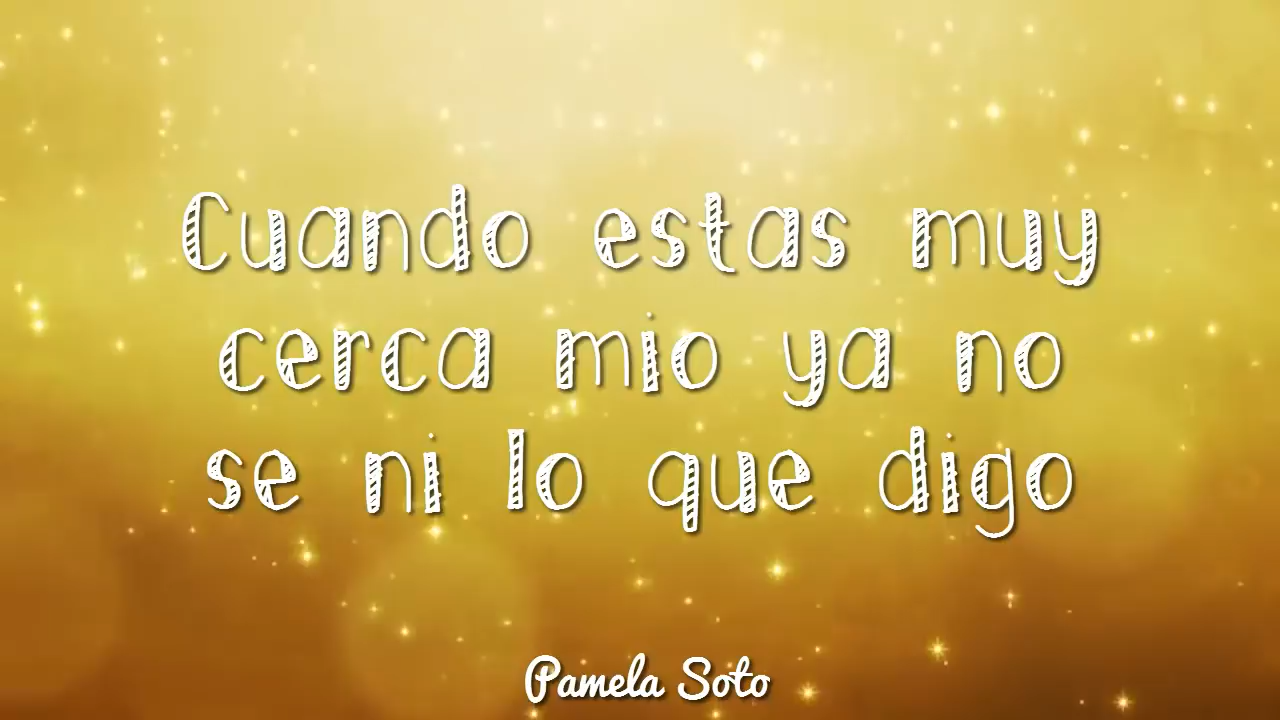 Cuando estas muy
cerca mio ya no
se ni lo que digo
Pamela Soto